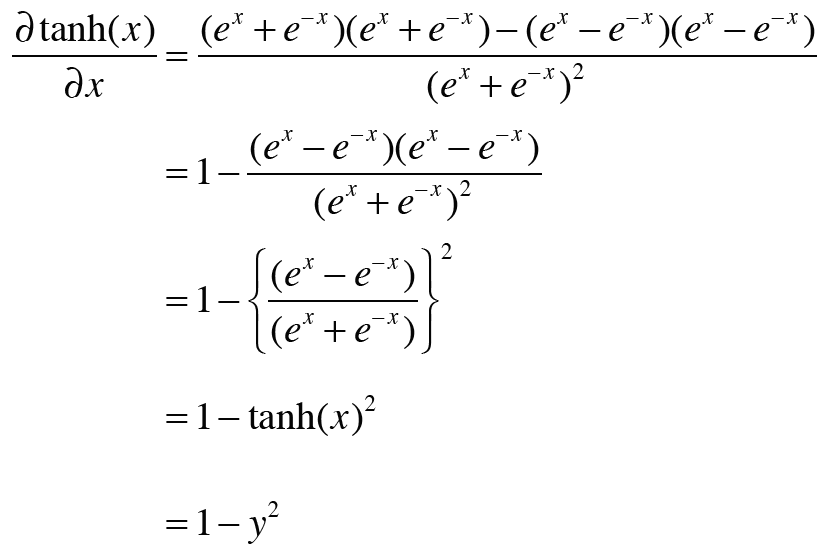 ∂tanh(x)/∂x = ((e^x + e^{-x})(e^x + e^{-x}) − (e^x − e^{-x})(e^x − e^{-x}))/(e^x + e^{-x})^2
= 1 − ((e^x − e^{-x})(e^x − e^{-x}))/(e^x + e^{-x})^2
= 1 − {(e^x − e^{-x})/(e^x + e^{-x})}^2
= 1 − tanh(x)^2
= 1 − y^2